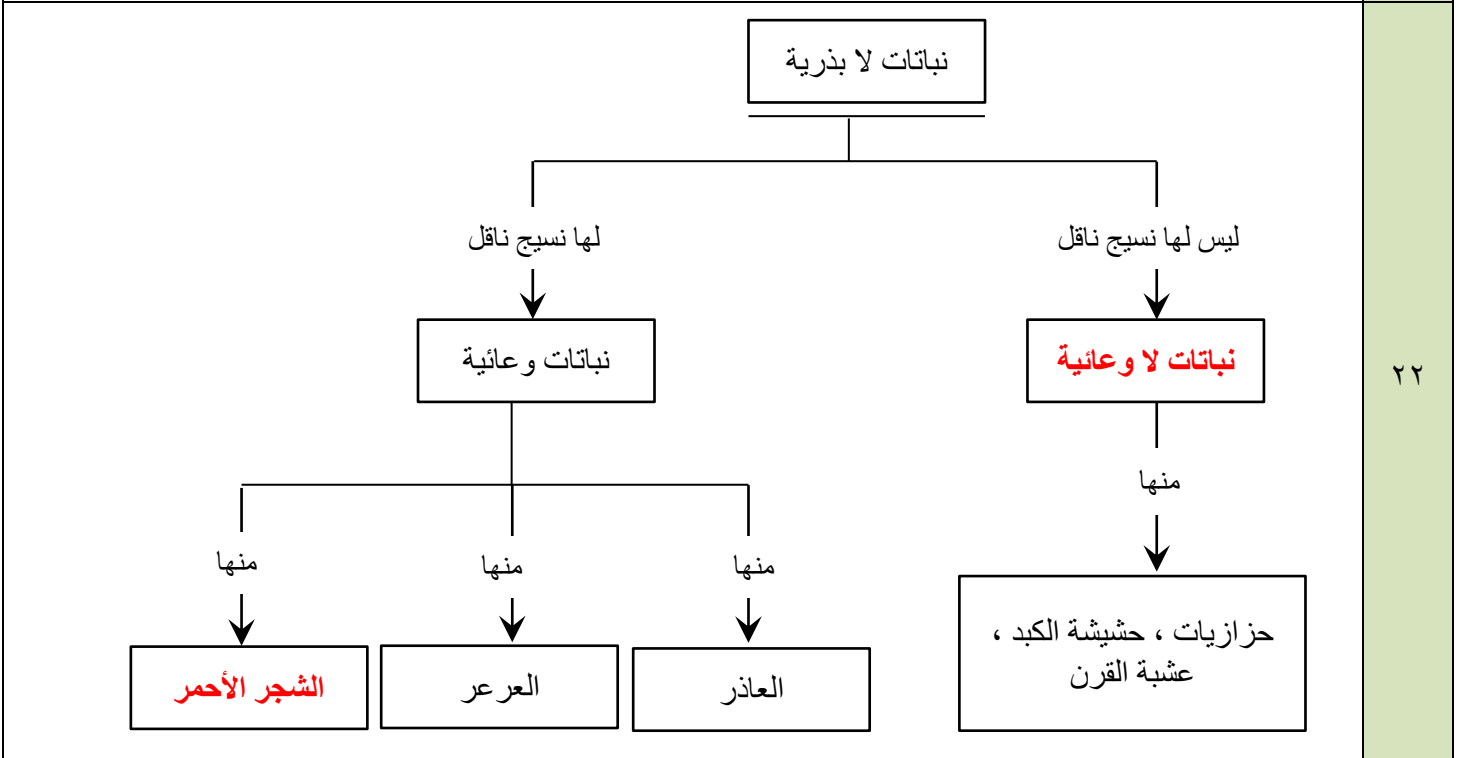 نباتات لا بذرية
ليس لها نسيج ناقل
لها نسيج ناقل
نباتات لا وعائية
نباتات وعائية
٢٢
منها
منها
منها
منها
حزازيات ، حشيشة الكبد ،
عشبة القرن
العاذر
العرعر
الشجر الأحمر